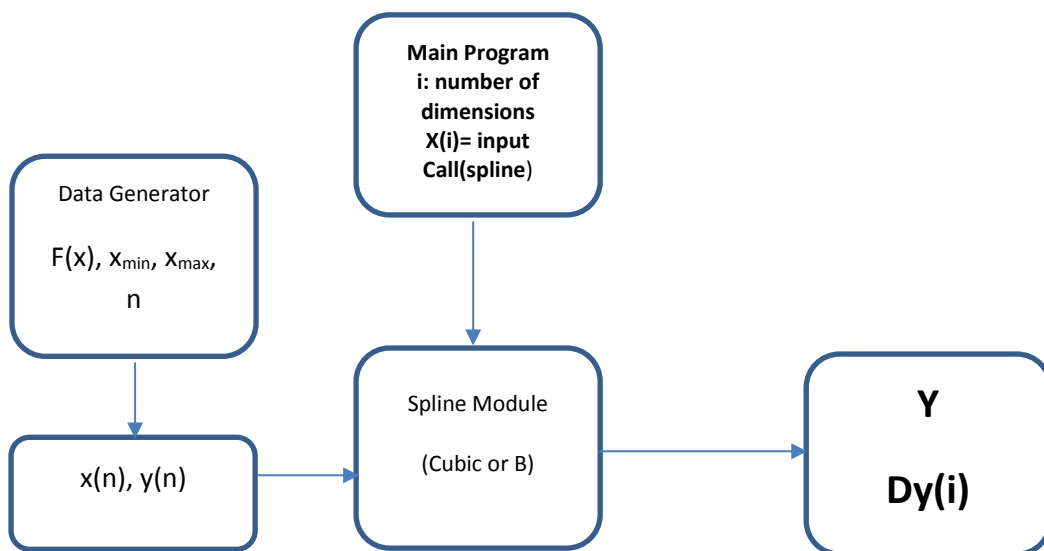 Main Program
i: number of
dimensions
X(i)= input
Call(spline)
Data Generator
F(x), xmin, xmax,
n
x(n), y(n)
Spline Module
(Cubic or B)
Y
Dy(i)